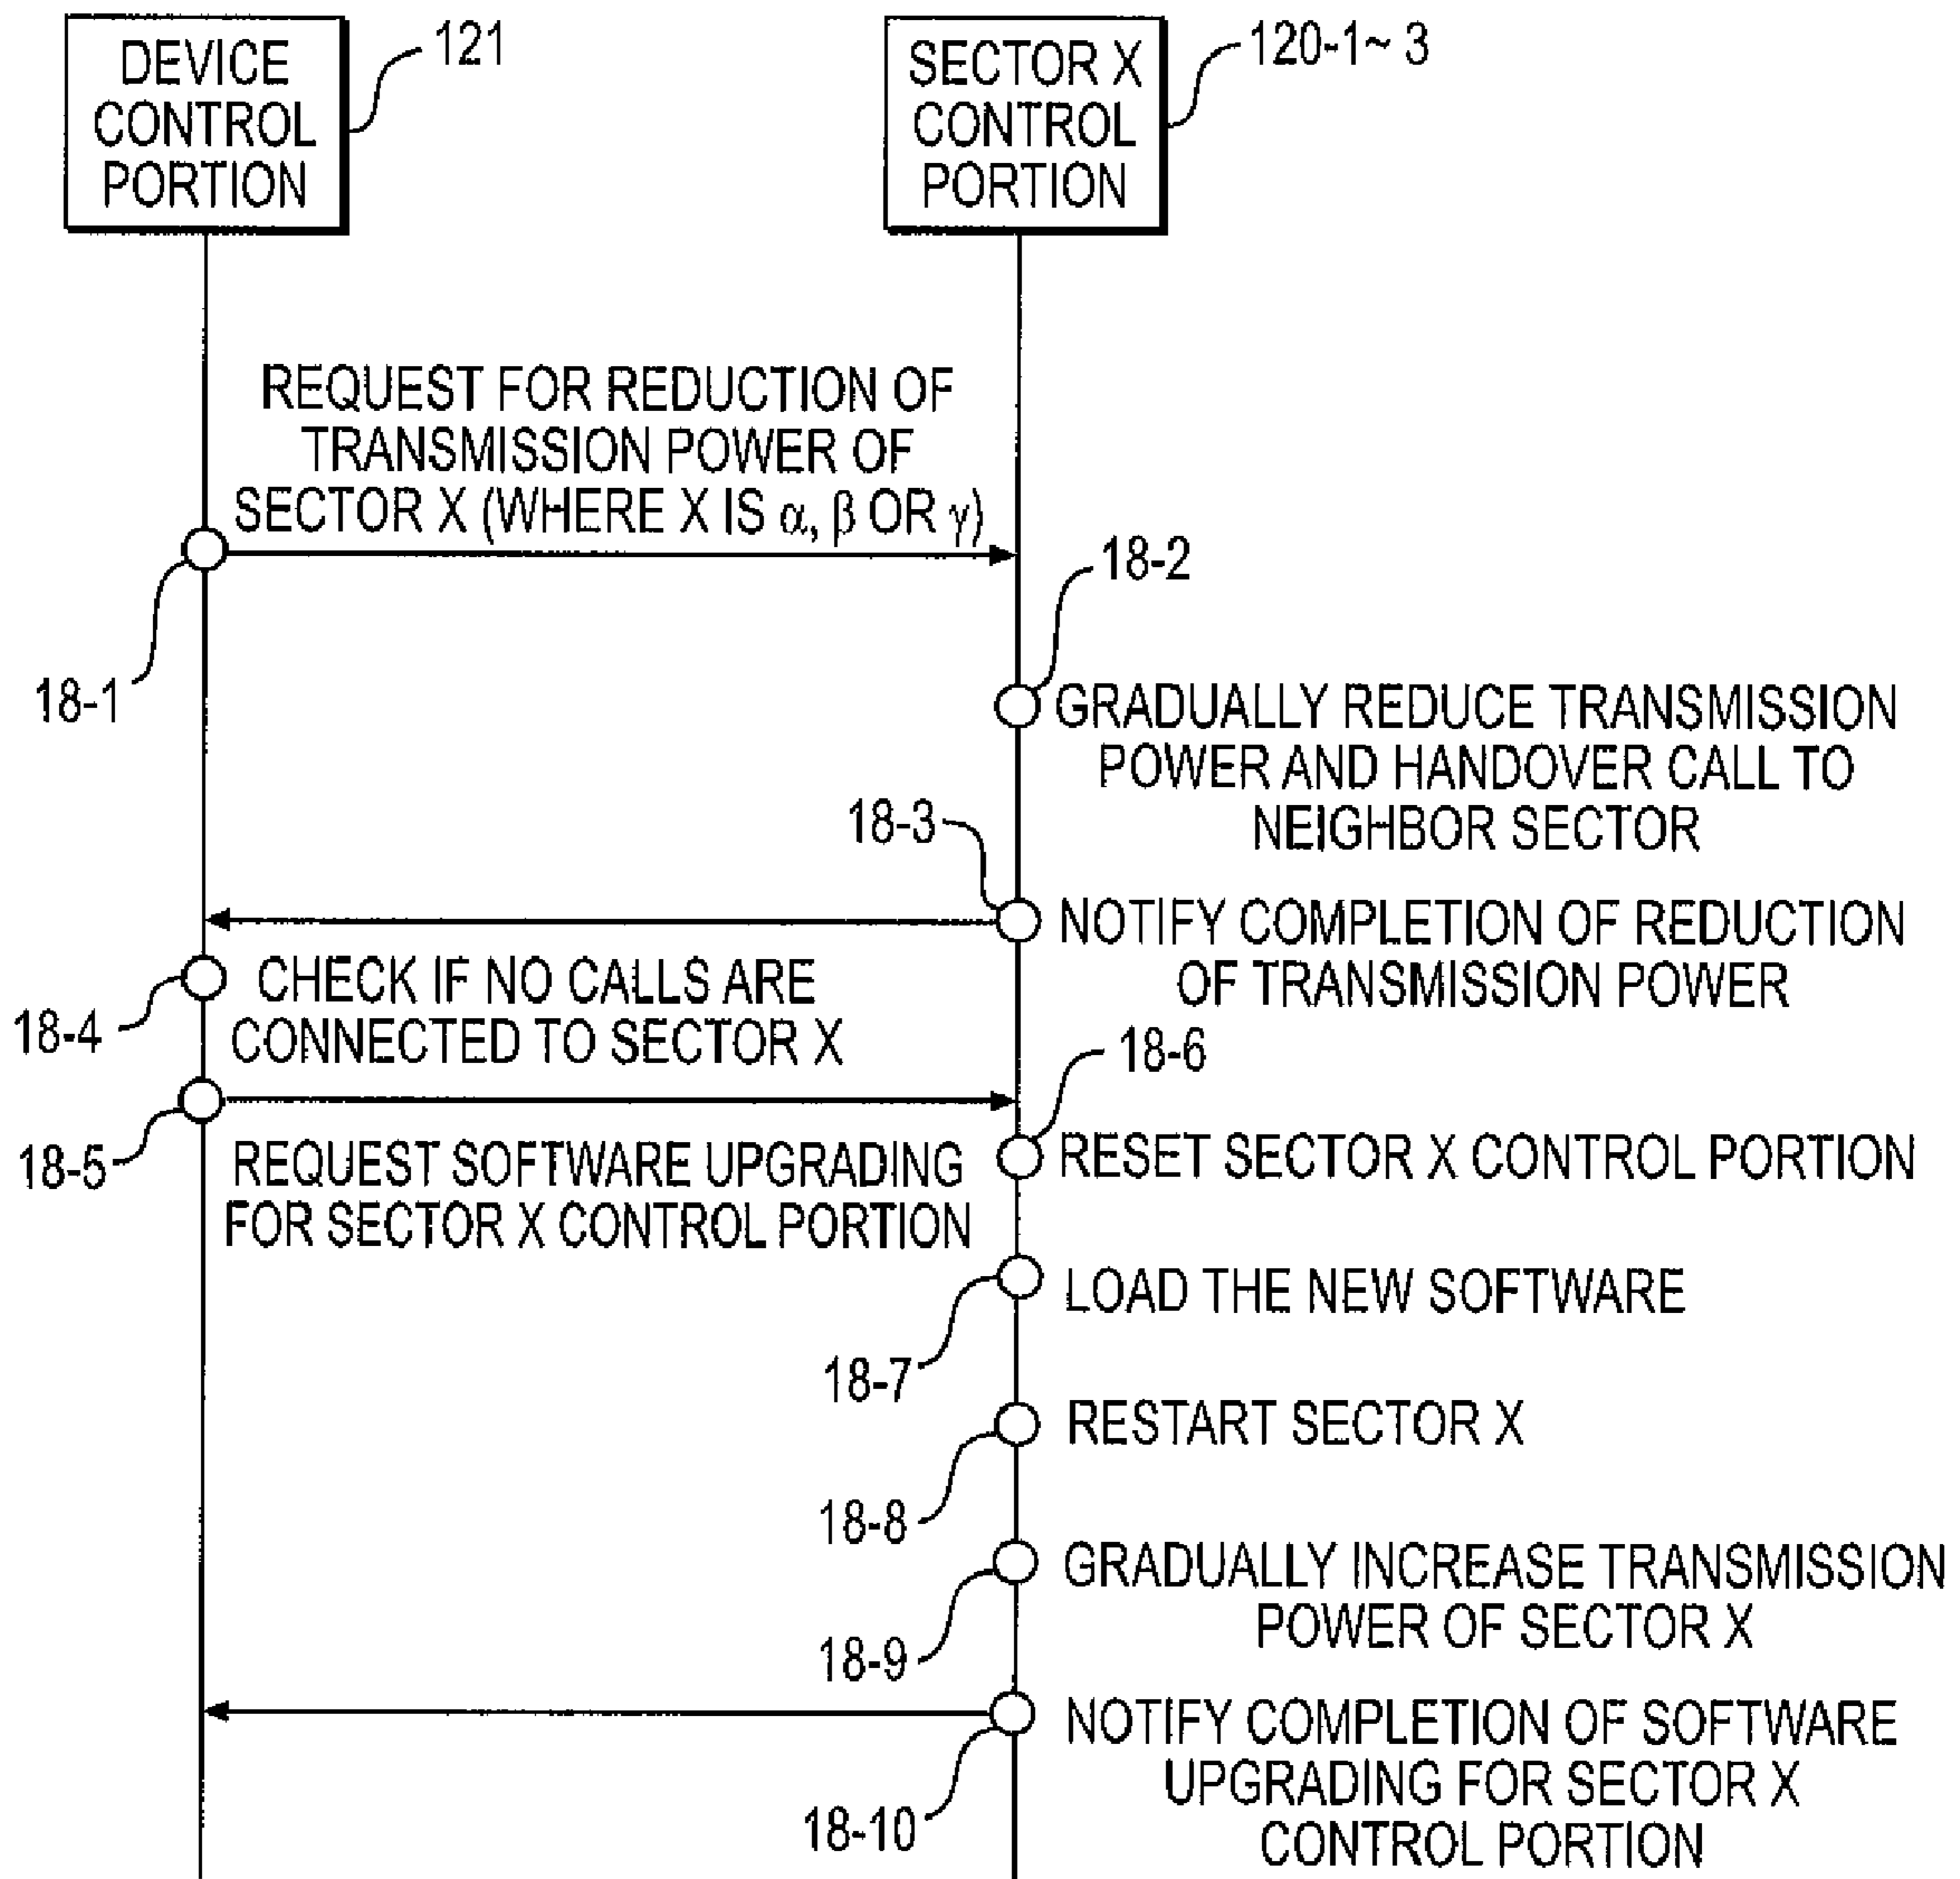 DEVICE
CONTROL
PORTION
121
SECTOR X
CONTROL
PORTION
120-1~ 3
REQUEST FOR REDUCTION OF
TRANSMISSION POWER OF
SECTOR X (WHERE X IS α, β OR γ)
18-1
18-2
GRADUALLY REDUCE TRANSMISSION
POWER AND HANDOVER CALL TO
NEIGHBOR SECTOR
18-3
NOTIFY COMPLETION OF REDUCTION
OF TRANSMISSION POWER
18-4
CHECK IF NO CALLS ARE
CONNECTED TO SECTOR X
18-5
REQUEST SOFTWARE UPGRADING
FOR SECTOR X CONTROL PORTION
18-6
RESET SECTOR X CONTROL PORTION
18-7
LOAD THE NEW SOFTWARE
18-8
RESTART SECTOR X
18-9
GRADUALLY INCREASE TRANSMISSION
POWER OF SECTOR X
18-10
NOTIFY COMPLETION OF SOFTWARE
UPGRADING FOR SECTOR X
CONTROL PORTION